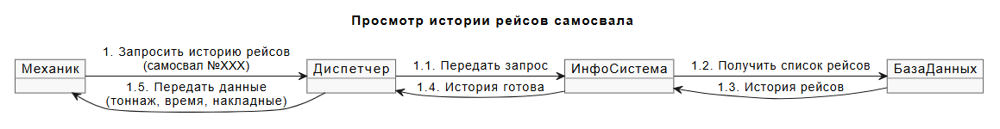 Просмотр истории рейсов самосвала
1. Запросить историю рейсов
(самосвал №XXX)
Механик
Диспетчер
1.1. Передать запрос
ИнфоСистема
1.2. Получить список рейсов
БазаДанных
1.5. Передать данные
(тоннаж, время, накладные)
1.4. История готова
1.3. История рейсов